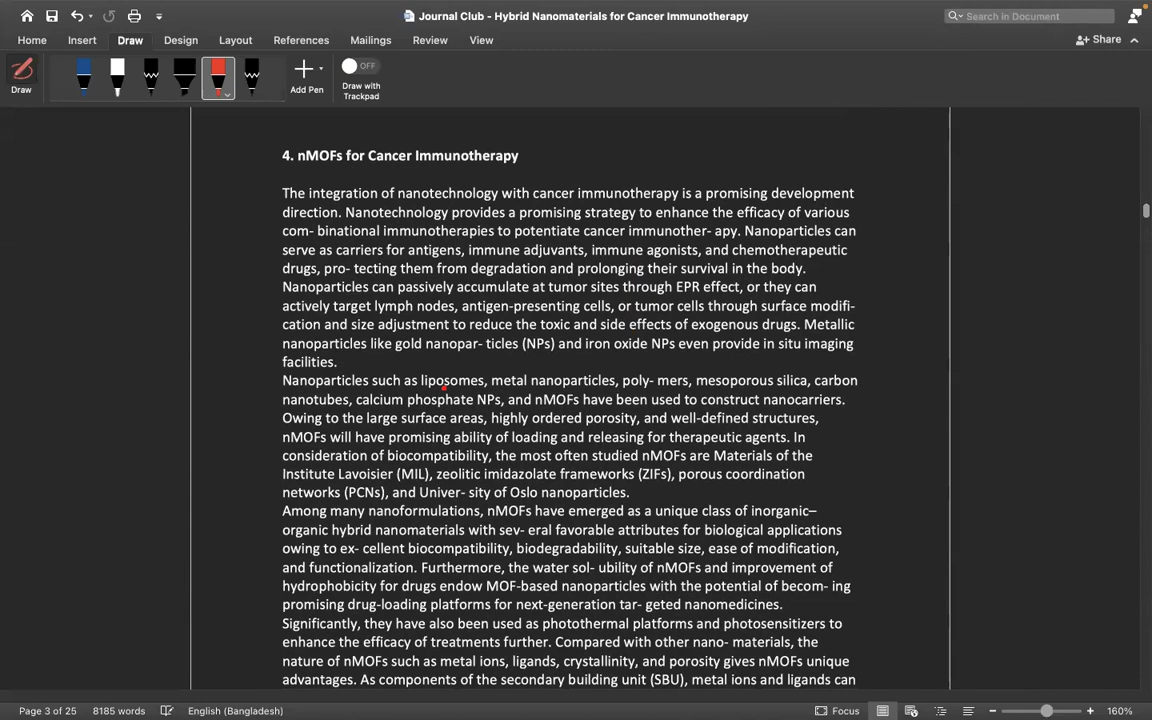 Journal Club - Hybrid Nanomaterials for Cancer Immunotherapy
Search in Document
Home Insert Draw Design Layout References Mailings Review View
Share
Draw
Add Pen
OFF
Draw with
Trackpad
4. nMOFs for Cancer Immunotherapy
The integration of nanotechnology with cancer immunotherapy is a promising development
direction. Nanotechnology provides a promising strategy to enhance the efficacy of various
com- binational immunotherapies to potentiate cancer immunother- apy. Nanoparticles can
serve as carriers for antigens, immune adjuvants, immune agonists, and chemotherapeutic
drugs, pro- tecting them from degradation and prolonging their survival in the body.
Nanoparticles can passively accumulate at tumor sites through EPR effect, or they can
actively target lymph nodes, antigen-presenting cells, or tumor cells through surface modifi-
cation and size adjustment to reduce the toxic and side effects of exogenous drugs. Metallic
nanoparticles like gold nanopar- ticles (NPs) and iron oxide NPs even provide in situ imaging
facilities.
Nanoparticles such as liposomes, metal nanoparticles, poly- mers, mesoporous silica, carbon
nanotubes, calcium phosphate NPs, and nMOFs have been used to construct nanocarriers.
Owing to the large surface areas, highly ordered porosity, and well-defined structures,
nMOFs will have promising ability of loading and releasing for therapeutic agents. In
consideration of biocompatibility, the most often studied nMOFs are Materials of the
Institute Lavoisier (MIL), zeolitic imidazolate frameworks (ZIFs), porous coordination
networks (PCNs), and Univer- sity of Oslo nanoparticles.
Among many nanoformulations, nMOFs have emerged as a unique class of inorganic–
organic hybrid nanomaterials with sev- eral favorable attributes for biological applications
owing to ex- cellent biocompatibility, biodegradability, suitable size, ease of modification,
and functionalization. Furthermore, the water sol- ubility of nMOFs and improvement of
hydrophobicity for drugs endow MOF-based nanoparticles with the potential of becom- ing
promising drug-loading platforms for next-generation tar- geted nanomedicines.
Significantly, they have also been used as photothermal platforms and photosensitizers to
enhance the efficacy of treatments further. Compared with other nano- materials, the
nature of nMOFs such as metal ions, ligands, crystallinity, and porosity gives nMOFs unique
advantages. As components of the secondary building unit (SBU), metal ions and ligands can
Page 3 of 25 8185 words English (Bangladesh) Focus 160%